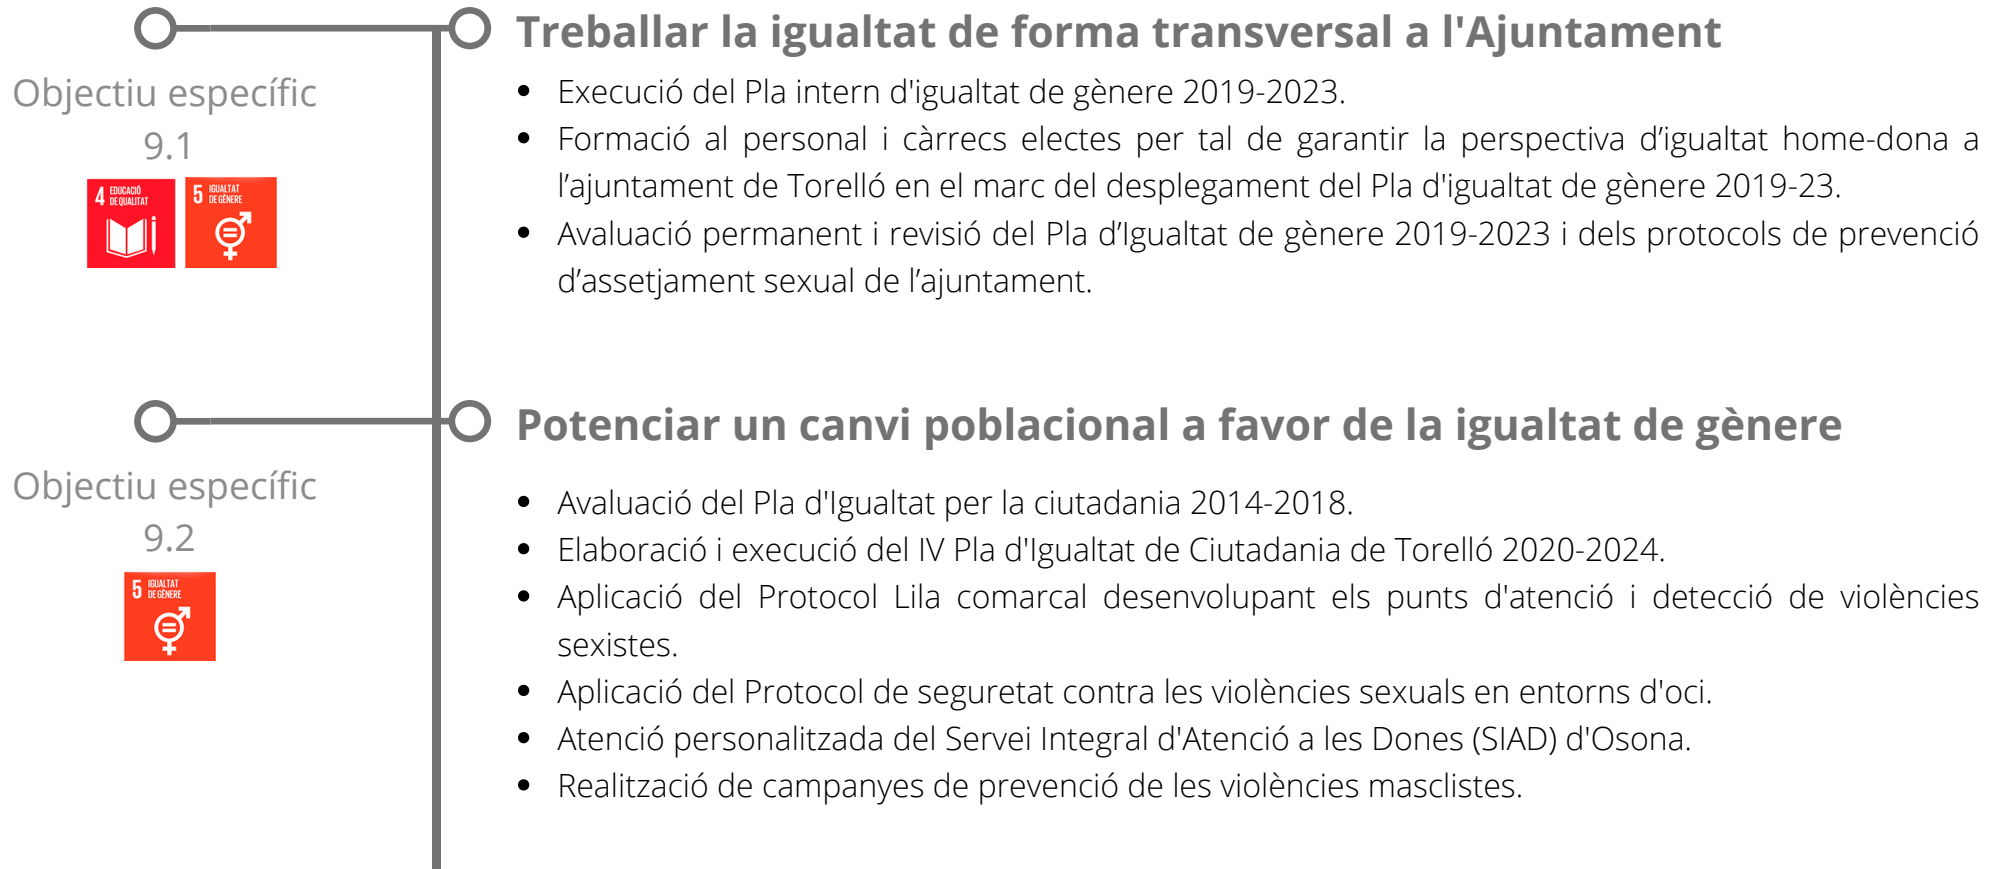 Treballar la igualtat de forma transversal a l'Ajuntament
Objectiu específic
9.1
4 EDUCACIÓ
DE QUALITAT
5 IGUALTAT
DE GÈNERE
• Execució del Pla intern d'igualtat de gènere 2019-2023.
• Formació al personal i càrrecs electes per tal de garantir la perspectiva d’igualtat home-dona a
l’ajuntament de Torelló en el marc del desplegament del Pla d'igualtat de gènere 2019-23.
• Avaluació permanent i revisió del Pla d’Igualtat de gènere 2019-2023 i dels protocols de prevenció
d’assetjament sexual de l’ajuntament.
Potenciar un canvi poblacional a favor de la igualtat de gènere
Objectiu específic
9.2
5 IGUALTAT
DE GÈNERE
• Avaluació del Pla d'Igualtat per la ciutadania 2014-2018.
• Elaboració i execució del IV Pla d'Igualtat de Ciutadania de Torelló 2020-2024.
• Aplicació del Protocol Lila comarcal desenvolupant els punts d'atenció i detecció de violències
sexistes.
• Aplicació del Protocol de seguretat contra les violències sexuals en entorns d'oci.
• Atenció personalitzada del Servei Integral d'Atenció a les Dones (SIAD) d'Osona.
• Realització de campanyes de prevenció de les violències masclistes.